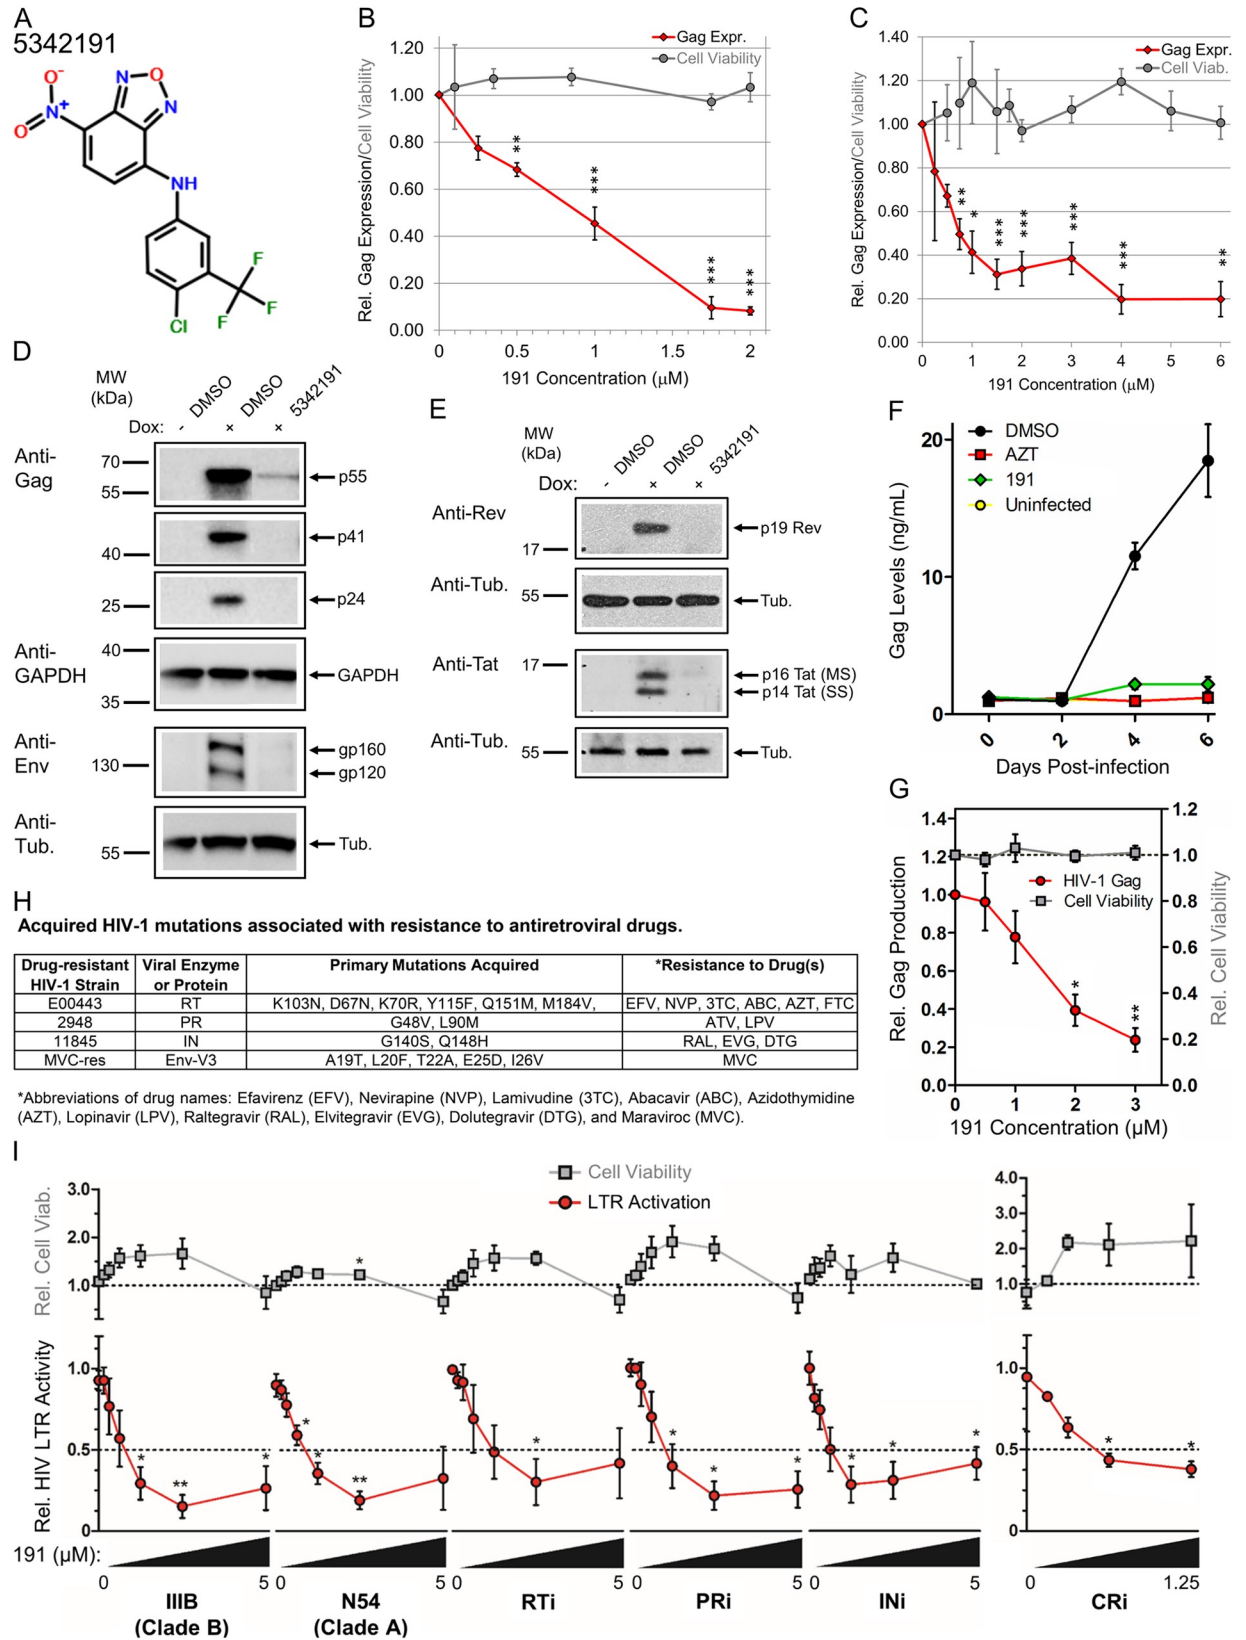 A
5342191
O-
N+
O
N
O
N
NH
F
F
F
Cl
B
Gag Expr.
Cell Viability
Rel. Gag Expression/Cell Viability
1.20
1.00
0.80
0.60
0.40
0.20
0.00
**
***
***
***
0 0.5 1 1.5 2
191 Concentration (μM)
C
Gag Expr.
Cell Viab.
Rel. Gag Expression/Cell Viability
1.40
1.20
1.00
0.80
0.60
0.40
0.20
0.00
**
*
***
***
***
***
**
0 1 2 3 4 5 6
191 Concentration (μM)
D
MW
(kDa)
DMSO DMSO 5342191
Dox: - + +
Anti-
Gag
70
55
p55
40
p41
25
p24
Anti-
GAPDH
40
35
GAPDH
Anti-
Env
130
gp160
gp120
Anti-
Tub.
55
Tub.
E
MW
(kDa)
DMSO DMSO 5342191
Dox: - + +
Anti-Rev
17
p19 Rev
Anti-Tub.
55
Tub.
Anti-Tat
17
p16 Tat (MS)
p14 Tat (SS)
Anti-Tub.
55
Tub.
F
DMSO
AZT
191
Uninfected
Gag Levels (ng/mL)
20
10
0
0 2 4 6
Days Post-infection
G
Rel. Gag Production
1.4
1.2
1.0
0.8
0.6
0.4
0.2
0.0
HIV-1 Gag
Cell Viability
*
**
1.2
1.0
0.8
0.6
0.4
0.2
0.0
Rel. Cell Viability
0 1 2 3
191 Concentration (μM)
H
Acquired HIV-1 mutations associated with resistance to antiretroviral drugs.
Drug-resistant HIV-1 Strain Viral Enzyme or Protein Primary Mutations Acquired *Resistance to Drug(s)
E00443 RT K103N, D67N, K70R, Y115F, Q151M, M184V, EFV, NVP, 3TC, ABC, AZT, FTC
2948 PR G48V, L90M ATV, LPV
11845 IN G140S, Q148H RAL, EVG, DTG
MVC-res Env-V3 A19T, L20F, T22A, E25D, I26V MVC
*Abbreviations of drug names: Efavirenz (EFV), Nevirapine (NVP), Lamivudine (3TC), Abacavir (ABC), Azidothymidine
(AZT), Lopinavir (LPV), Raltegravir (RAL), Elvitegravir (EVG), Dolutegravir (DTG), and Maraviroc (MVC).
I
Cell Viability
LTR Activation
Rel. Cell Viab.
3.0
2.0
1.0
*
4.0
3.0
2.0
1.0
0
Rel. HIV LTR Activity
1.0
0.5
0
* ** *
* * **
*
* * *
* * *
1.0
0.5
0
* *
191 (μM):
0 5 0 5 0 5 0 5 0 5 0 1.25
IIIB
(Clade B)
N54
(Clade A)
RTi
PRi
INi
CRi